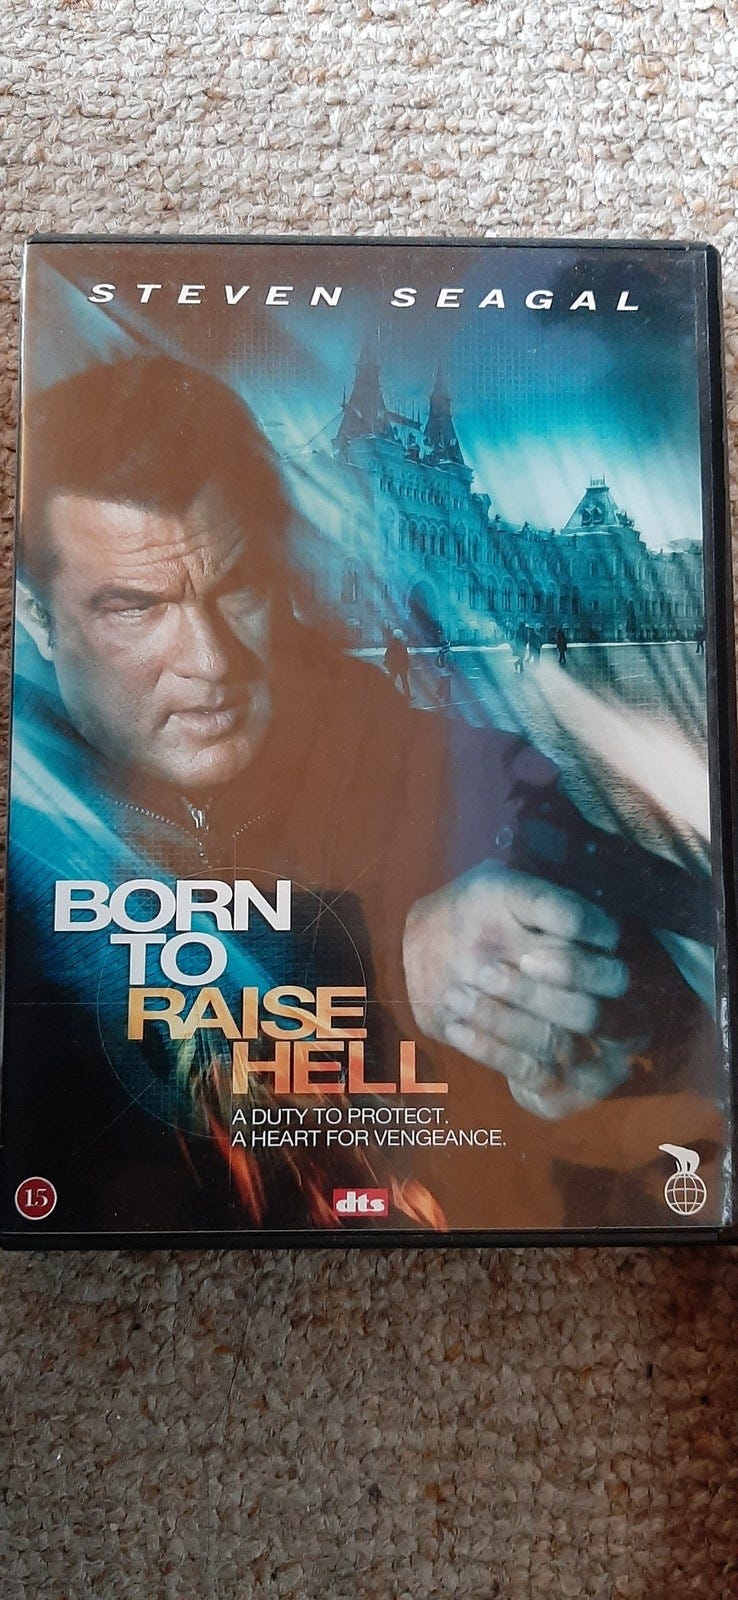 STEVEN SEAGAL
BORN
TO
RAISE
HELL
A DUTY TO PROTECT.
A HEART FOR VENGEANCE.
15
dts